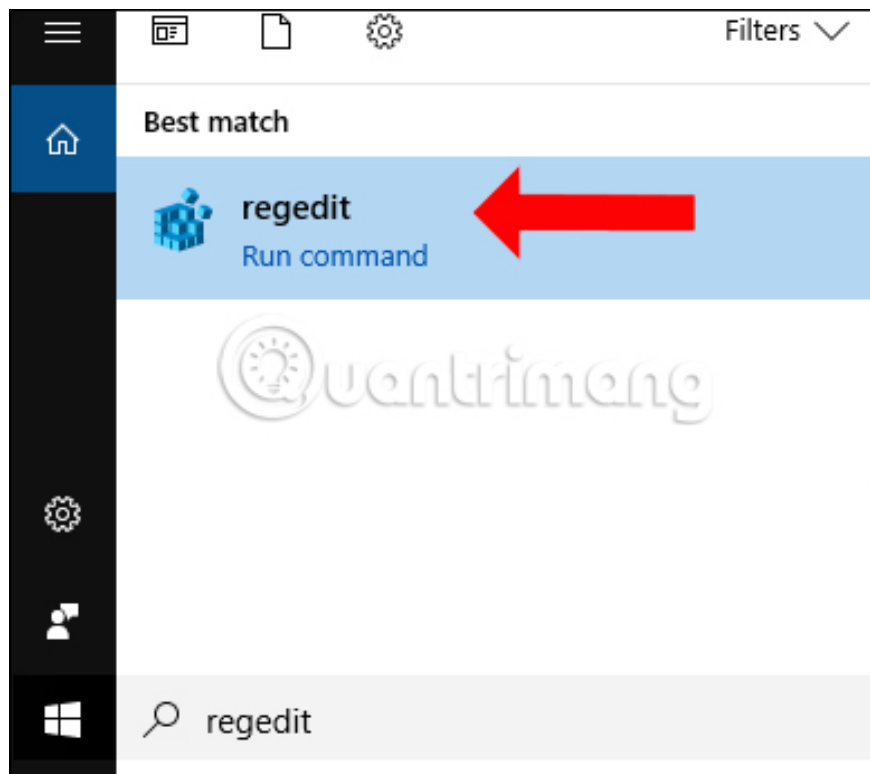 Filters
Best match
regedit
Run command
Quantrimang
regedit